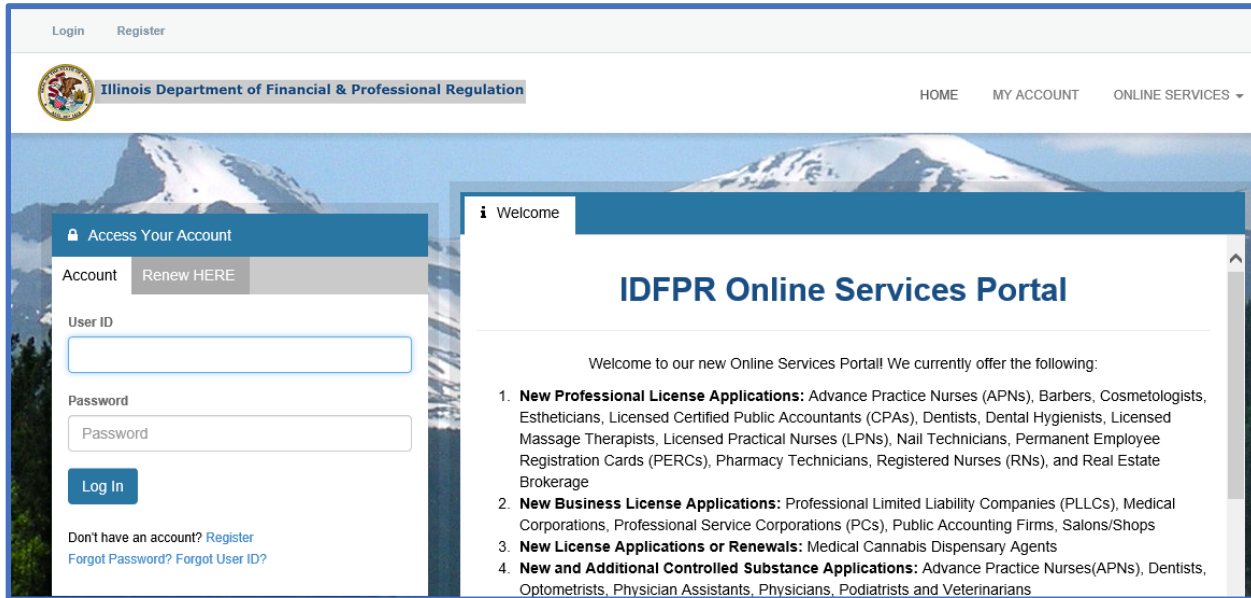 Login Register
Illinois Department of Financial & Professional Regulation
HOME MY ACCOUNT ONLINE SERVICES
Access Your Account
Account Renew HERE
User ID
Password
Password
Log In
Don't have an account? Register
Forgot Password? Forgot User ID?
i Welcome
IDFPR Online Services Portal
Welcome to our new Online Services Portal! We currently offer the following:
1. New Professional License Applications: Advance Practice Nurses (APNs), Barbers, Cosmetologists,
Estheticians, Licensed Certified Public Accountants (CPAs), Dentists, Dental Hygienists, Licensed
Massage Therapists, Licensed Practical Nurses (LPNs), Nail Technicians, Permanent Employee
Registration Cards (PERCs), Pharmacy Technicians, Registered Nurses (RNs), and Real Estate
Brokerage
2. New Business License Applications: Professional Limited Liability Companies (PLLCs), Medical
Corporations, Professional Service Corporations (PCs), Public Accounting Firms, Salons/Shops
3. New License Applications or Renewals: Medical Cannabis Dispensary Agents
4. New and Additional Controlled Substance Applications: Advance Practice Nurses(APNs), Dentists,
Optometrists, Physician Assistants, Physicians, Podiatrists and Veterinarians